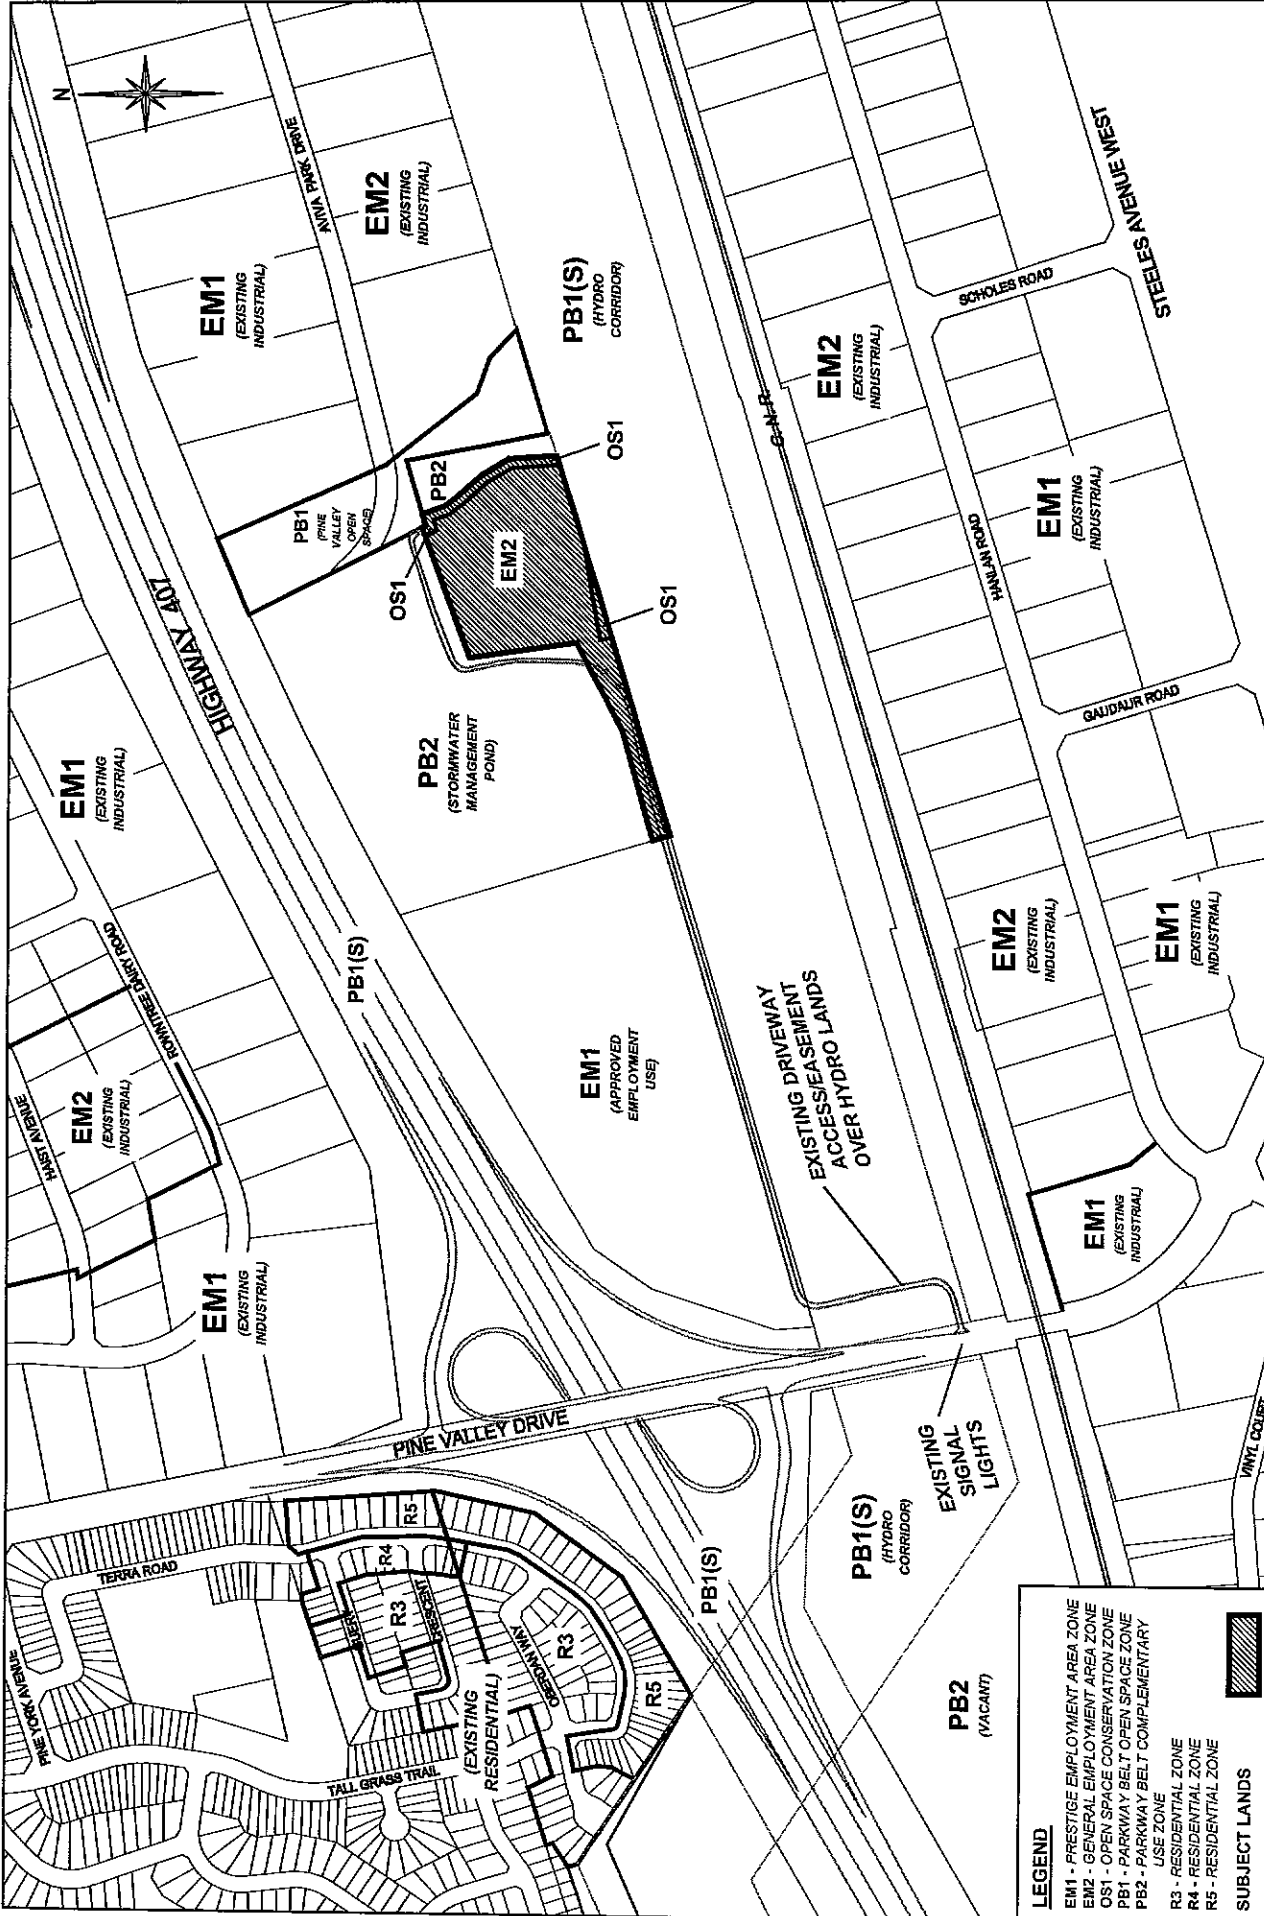 N
HIGHWAY 407
EM1
(EXISTING
INDUSTRIAL)
AVIVA PARK DRIVE
EM2
(EXISTING
INDUSTRIAL)
PB1(S)
(HYDRO
CORRIDOR)
C.N.R.
EM2
(EXISTING
INDUSTRIAL)
SCHOLES ROAD
STEELES AVENUE WEST
HANLAN ROAD
EM1
(EXISTING
INDUSTRIAL)
GAUDAUR ROAD
PB1
(PINE
VALLEY
OPEN
SPACE)
PB2
OS1
OS1
EM2
OS1
PB2
(STORMWATER
MANAGEMENT
POND)
EM1
(EXISTING
INDUSTRIAL)
ROWNTREE DAIRY ROAD
PB1(S)
EM2
(EXISTING
INDUSTRIAL)
HAIST AVENUE
EM1
(EXISTING
INDUSTRIAL)
EM1
(APPROVED
EMPLOYMENT
USE)
EXISTING DRIVEWAY
ACCESS/EASEMENT
OVER HYDRO LANDS
EM2
(EXISTING
INDUSTRIAL)
EM1
(EXISTING
INDUSTRIAL)
EM1
(EXISTING
INDUSTRIAL)
PINE VALLEY DRIVE
EXISTING
SIGNAL
LIGHTS
VINYL COURT
PB1(S)
(HYDRO
CORRIDOR)
PB1(S)
PB2
(VACANT)
TERRA ROAD
PINE YORK AVENUE
TALL GRASS TRAIL
R5
R4
R3
CRESCENT
OBERDAN WAY
R3
R5
(EXISTING
RESIDENTIAL)
LEGEND
EM1 - PRESTIGE EMPLOYMENT AREA ZONE
EM2 - GENERAL EMPLOYMENT AREA ZONE
OS1 - OPEN SPACE CONSERVATION ZONE
PB1 - PARKWAY BELT OPEN SPACE ZONE
PB2 - PARKWAY BELT COMPLEMENTARY
USE ZONE
R3 - RESIDENTIAL ZONE
R4 - RESIDENTIAL ZONE
R5 - RESIDENTIAL ZONE
SUBJECT LANDS